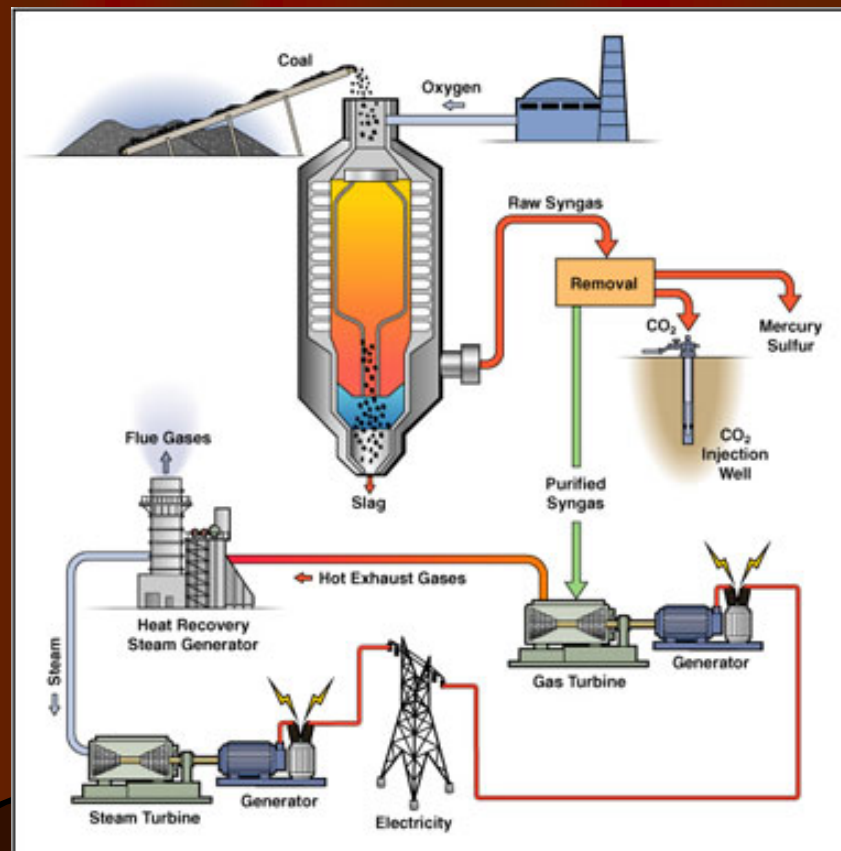 Coal
Oxygen
Raw Syngas
Removal
CO₂
Mercury
Sulfur
CO₂
Injection
Well
Flue Gases
Slag
Purified
Syngas
Hot Exhaust Gases
Heat Recovery
Steam Generator
Steam
Gas Turbine
Generator
Steam Turbine
Generator
Electricity